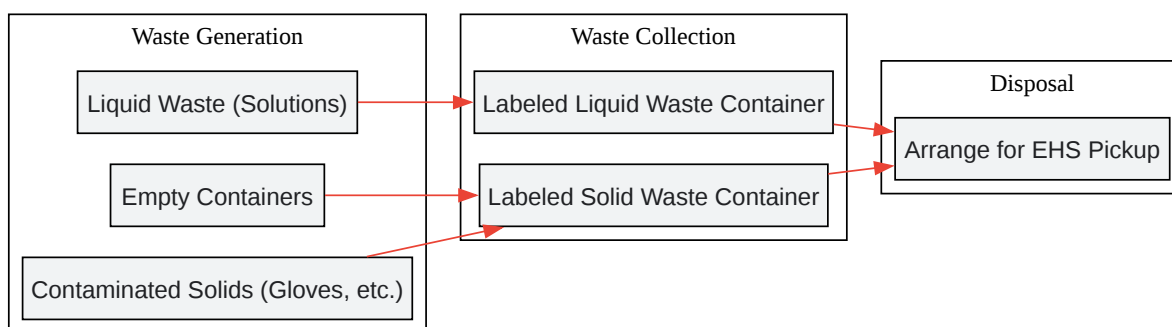 Waste Generation
Liquid Waste (Solutions)
Empty Containers
Contaminated Solids (Gloves, etc.)
Waste Collection
Labeled Liquid Waste Container
Labeled Solid Waste Container
Disposal
Arrange for EHS Pickup